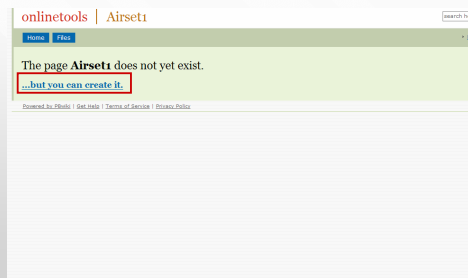 onlinetools | Airset1
search h
Home Files
The page Airset1 does not yet exist.
...but you can create it.
Powered by PBwiki | Get Help | Terms of Service | Privacy Policy